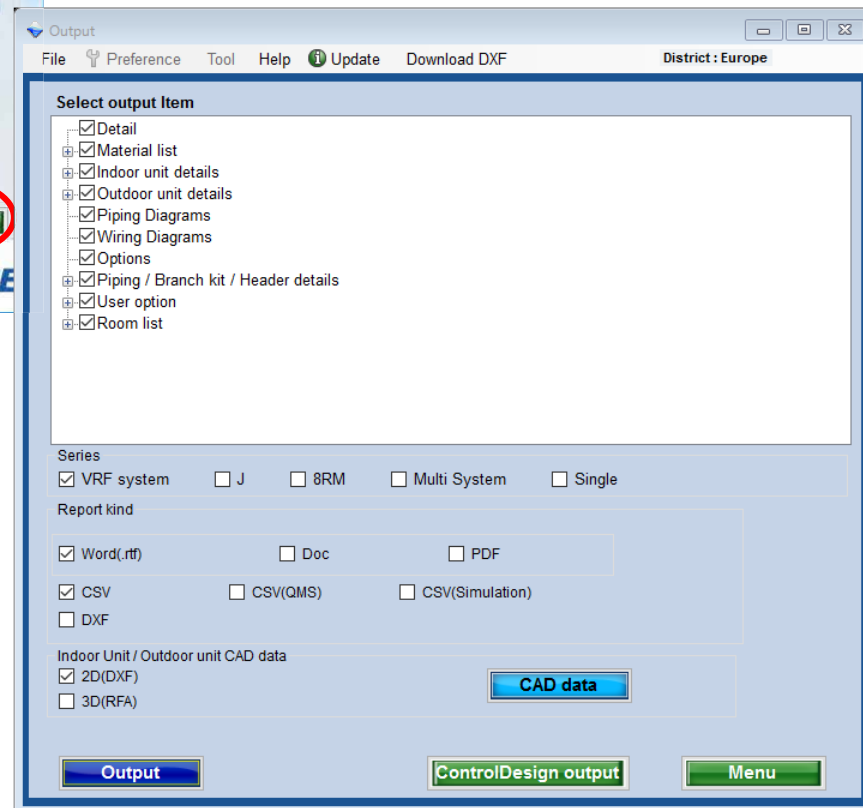 Output
File Preference Tool Help Update Download DXF District : Europe
Select output Item
Detail
Material list
Indoor unit details
Outdoor unit details
Piping Diagrams
Wiring Diagrams
Options
Piping / Branch kit / Header details
User option
Room list
Series
VRF system J 8RM Multi System Single
Report kind
Word(.rtf) Doc PDF
CSV CSV(QMS) CSV(Simulation)
DXF
Indoor Unit / Outdoor unit CAD data
2D(DXF)
CAD data
3D(RFA)
Output ControlDesign output Menu